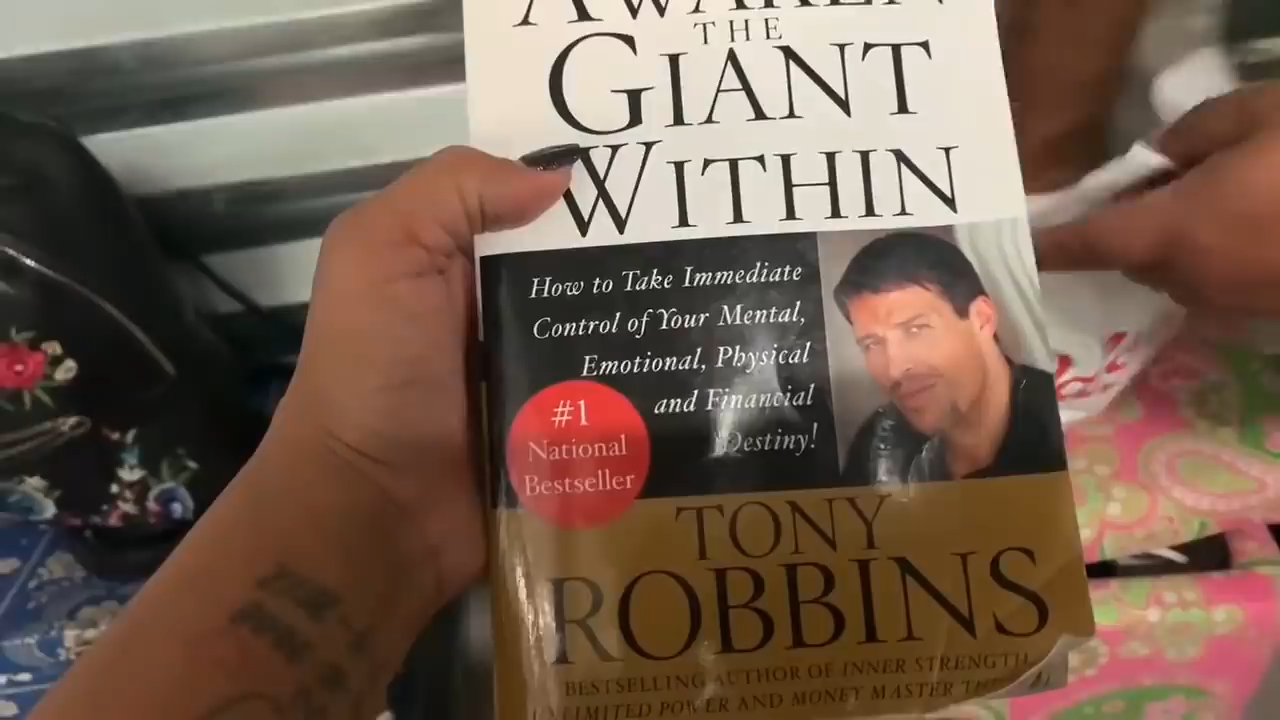 AWAKEN
THE
GIANT
WITHIN
How to Take Immediate
Control of Your Mental,
Emotional, Physical
and Financial
Destiny!
#1
National
Bestseller
TONY
ROBBINS
BESTSELLING AUTHOR OF INNER STRENGTH,
UNLIMITED POWER AND MONEY MASTER